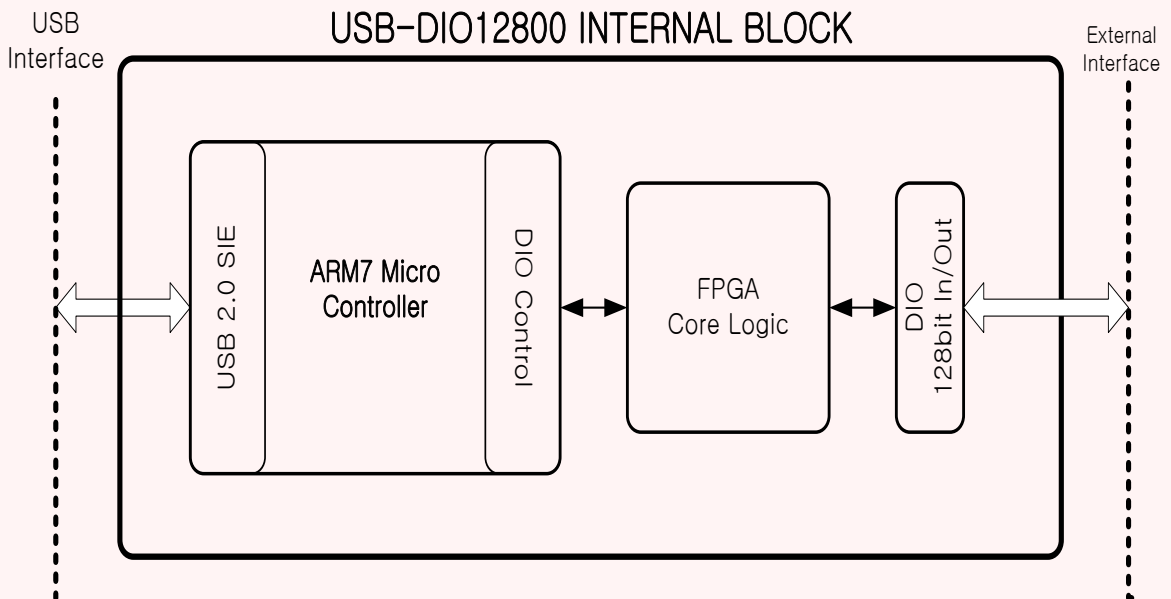 USB-DIO12800 INTERNAL BLOCK
USB
Interface
External
Interface
USB 2.0 SIE
ARM7 Micro
Controller
DIO Control
FPGA
Core Logic
DIO
128bit In/Out